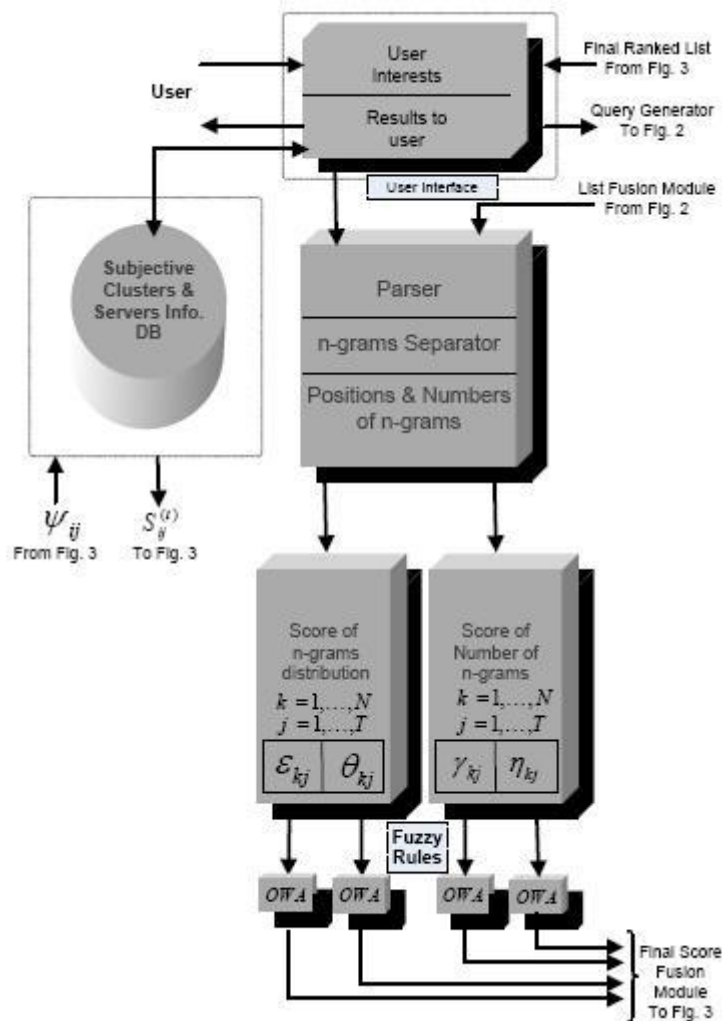 User
Interests
Results to
user
User
Final Ranked List
From Fig. 3
Query Generator
To Fig. 2
User Interface
List Fusion Module
From Fig. 2
Subjective
Clusters &
Servers Info.
DB
Parser
n-grams Separator
Positions & Numbers
of n-grams
ψ_ij
From Fig. 3
S_ij^(t)
To Fig. 3
Score of
n-grams
distribution
k = 1,...,N
j = 1,...,T
ε_kj θ_kj
Score of
Number of
n-grams
k = 1,...,N
j = 1,...,T
γ_kj η_kj
Fuzzy
Rules
OWA
OWA
OWA
OWA
Final Score
Fusion
Module
To Fig. 3